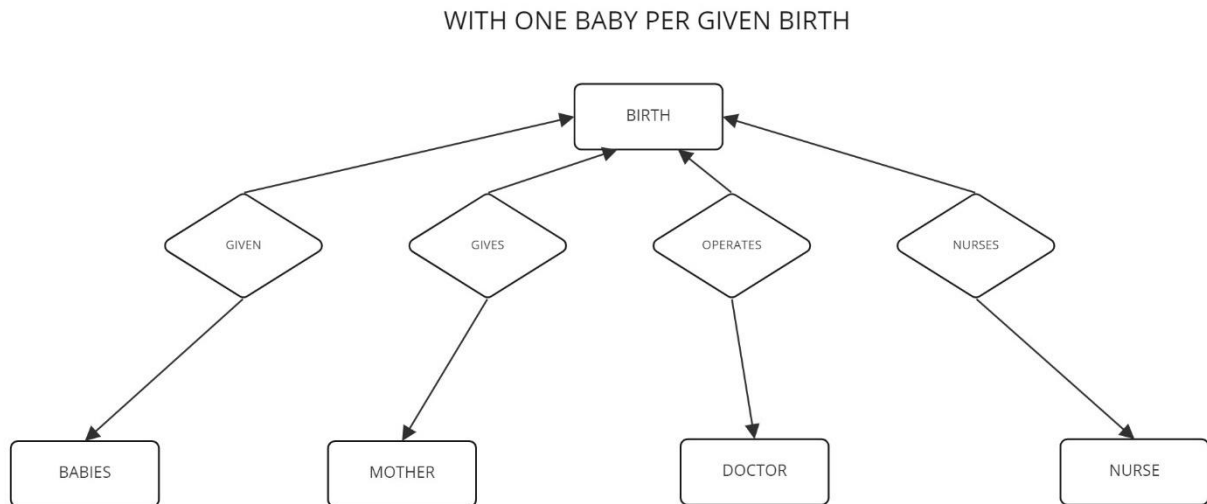 WITH ONE BABY PER GIVEN BIRTH
BIRTH
GIVEN
GIVES
OPERATES
NURSES
BABIES
MOTHER
DOCTOR
NURSE